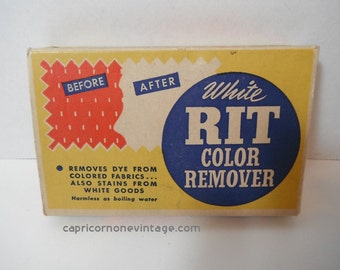 BEFORE
AFTER
White
RIT
COLOR
REMOVER
● REMOVES DYE FROM
COLORED FABRICS...
ALSO STAINS FROM
WHITE GOODS
Harmless as boiling water
capricornonevintage.com